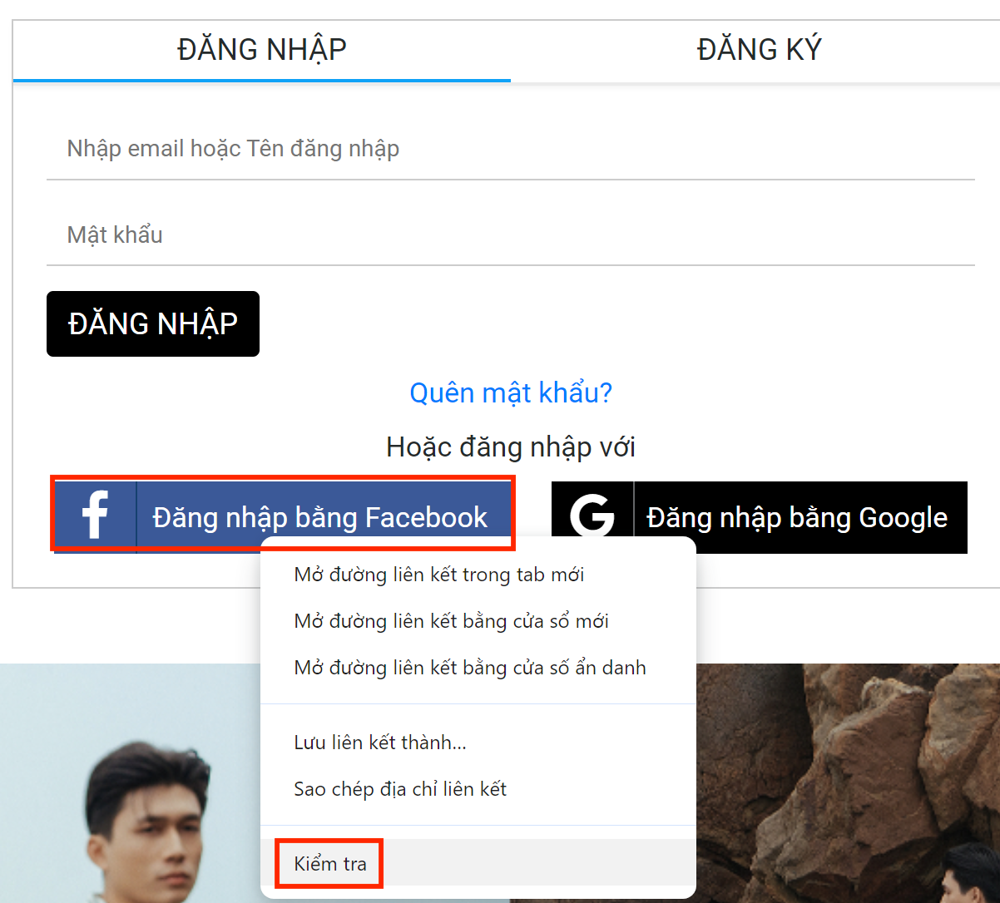 ĐĂNG NHẬP
ĐĂNG KÝ
Nhập email hoặc Tên đăng nhập
Mật khẩu
ĐĂNG NHẬP
Quên mật khẩu?
Hoặc đăng nhập với
Đăng nhập bằng Facebook
Đăng nhập bằng Google
Mở đường liên kết trong tab mới
Mở đường liên kết bằng cửa sổ mới
Mở đường liên kết bằng cửa số ẩn danh
Lưu liên kết thành...
Sao chép địa chỉ liên kết
Kiểm tra